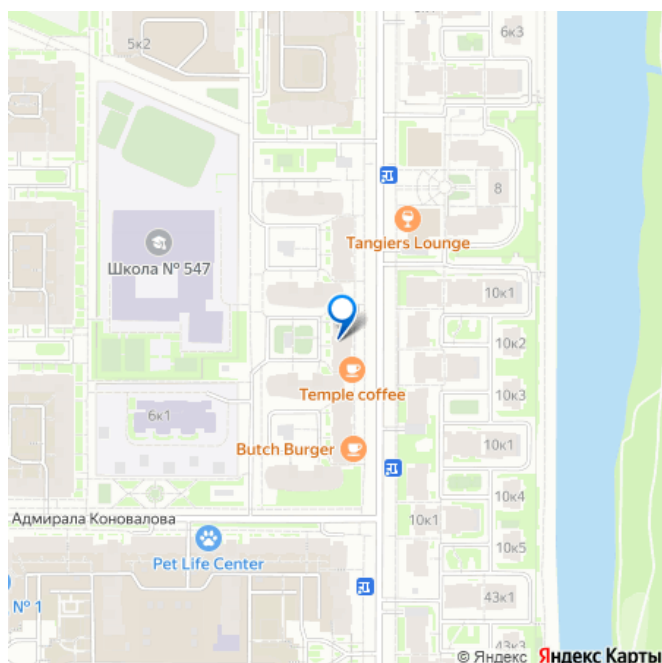 5к2
6к3
8
Tangiers Lounge
Школа № 547
10к1
10к2
Temple coffee
10к3
6к1
Butch Burger
10к1
10к4
Адмирала Коновалова
10к1
Pet Life Center
10к5
№ 1
43к1
43к3
© Яндекс Яндекс Карты